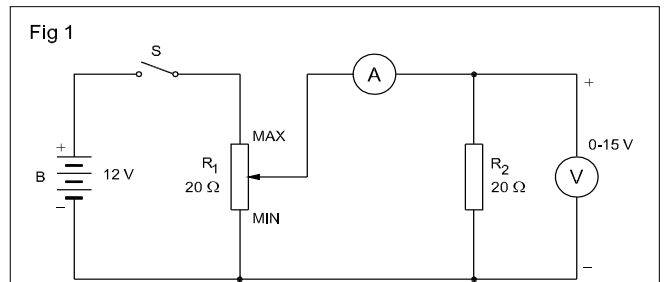 Fig 1
S
A
MAX
+
+
0-15 V
R1
20 Ω
R2
20 Ω
B
12 V
V
MIN
–
–